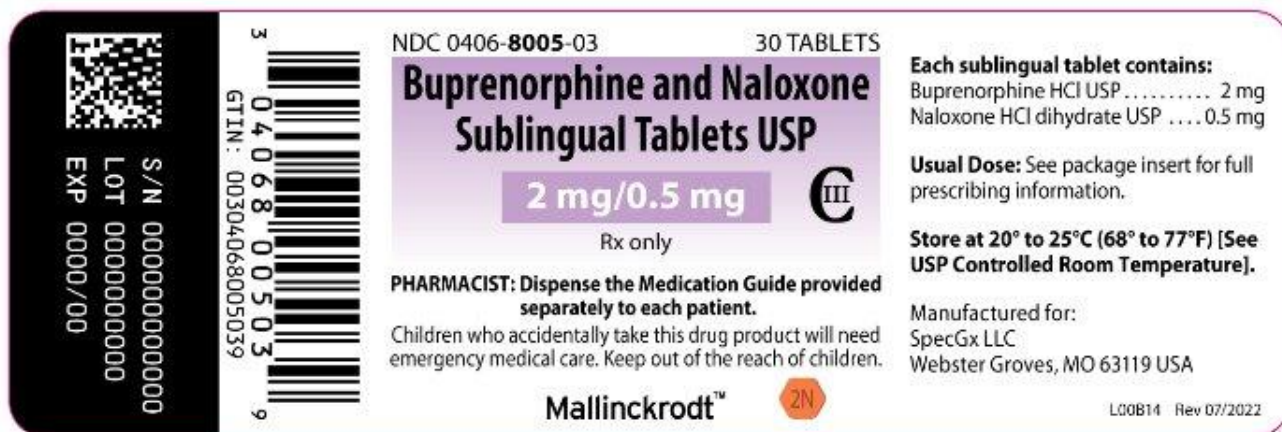 S/N 00000000000000
LOT 0000000000
EXP 0000/00
GTIN: 00304068005039
3 0406800503 9
NDC 0406-8005-03 30 TABLETS
Buprenorphine and Naloxone
Sublingual Tablets USP
2 mg/0.5 mg
CIII
Rx only
PHARMACIST: Dispense the Medication Guide provided
separately to each patient.
Children who accidentally take this drug product will need
emergency medical care. Keep out of the reach of children.
Mallinckrodt™
2N
Each sublingual tablet contains:
Buprenorphine HCl USP .......... 2 mg
Naloxone HCl dihydrate USP .... 0.5 mg
Usual Dose: See package insert for full
prescribing information.
Store at 20° to 25°C (68° to 77°F) [See
USP Controlled Room Temperature].
Manufactured for:
SpecGx LLC
Webster Groves, MO 63119 USA
L00B14 Rev 07/2022